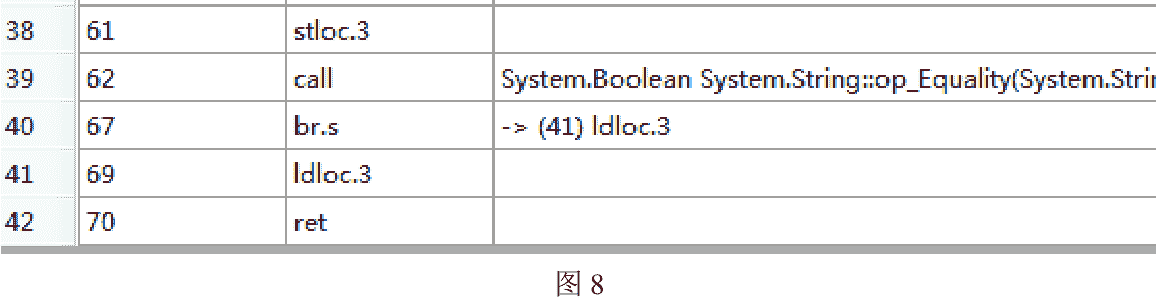 38 61 stloc.3
39 62 call System.Boolean System.String::op_Equality(System.Strin
40 67 br.s -> (41) ldloc.3
41 69 ldloc.3
42 70 ret
图 8